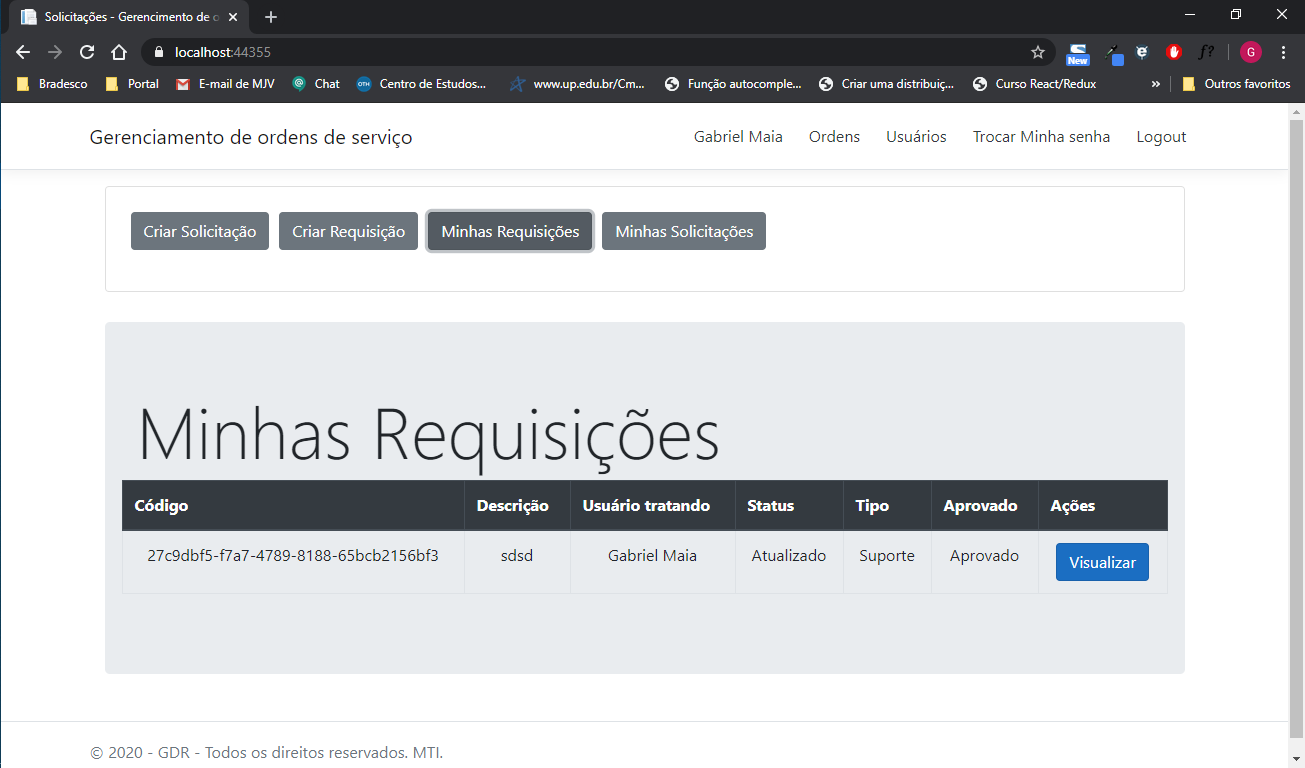 Solicitações - Gerencimento de o
localhost:44355
New
f?
G
Bradesco Portal E-mail de MJV Chat OTH Centro de Estudos... www.up.edu.br/Cm... Função autocomple... Criar uma distribuiç... Curso React/Redux » Outros favoritos
Gerenciamento de ordens de serviço Gabriel Maia Ordens Usuários Trocar Minha senha Logout
Criar Solicitação Criar Requisição Minhas Requisições Minhas Solicitações
Minhas Requisições
Código Descrição Usuário tratando Status Tipo Aprovado Ações
27c9dbf5-f7a7-4789-8188-65bcb2156bf3 sdsd Gabriel Maia Atualizado Suporte Aprovado Visualizar
© 2020 - GDR - Todos os direitos reservados. MTI.